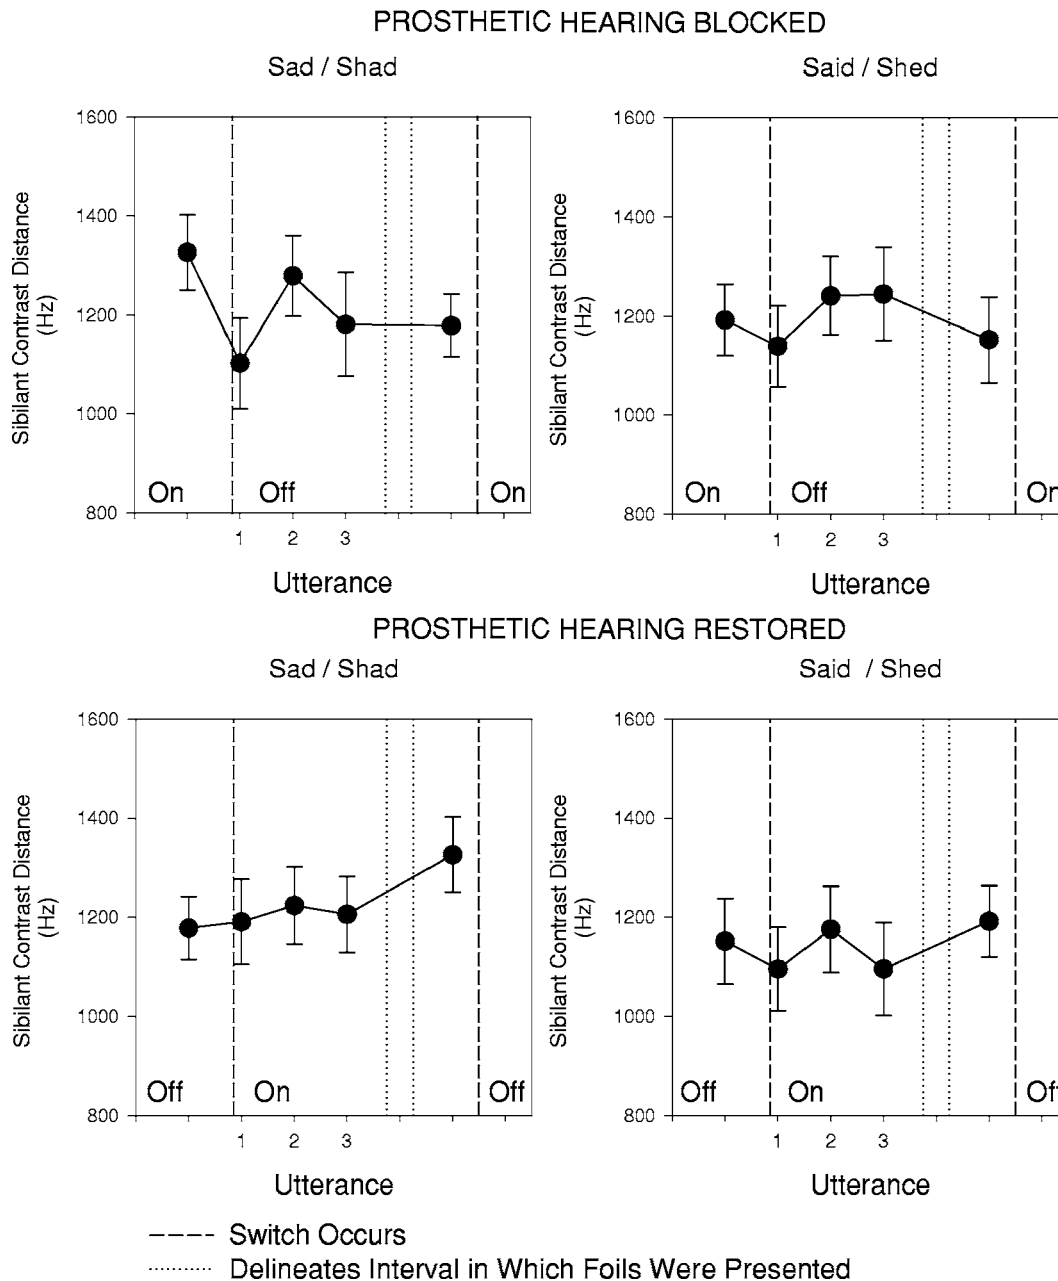 PROSTHETIC HEARING BLOCKED
Sad / Shad
Said / Shed
Sibilant Contrast Distance
(Hz)
1600
1400
1200
1000
800
On
Off
On
1
2
3
Utterance
Sibilant Contrast Distance
(Hz)
1600
1400
1200
1000
800
On
Off
On
1
2
3
Utterance
PROSTHETIC HEARING RESTORED
Sad / Shad
Said / Shed
Sibilant Contrast Distance
(Hz)
1600
1400
1200
1000
800
Off
On
Off
1
2
3
Utterance
Sibilant Contrast Distance
(Hz)
1600
1400
1200
1000
800
Off
On
Off
1
2
3
Utterance
Switch Occurs
Delineates Interval in Which Foils Were Presented